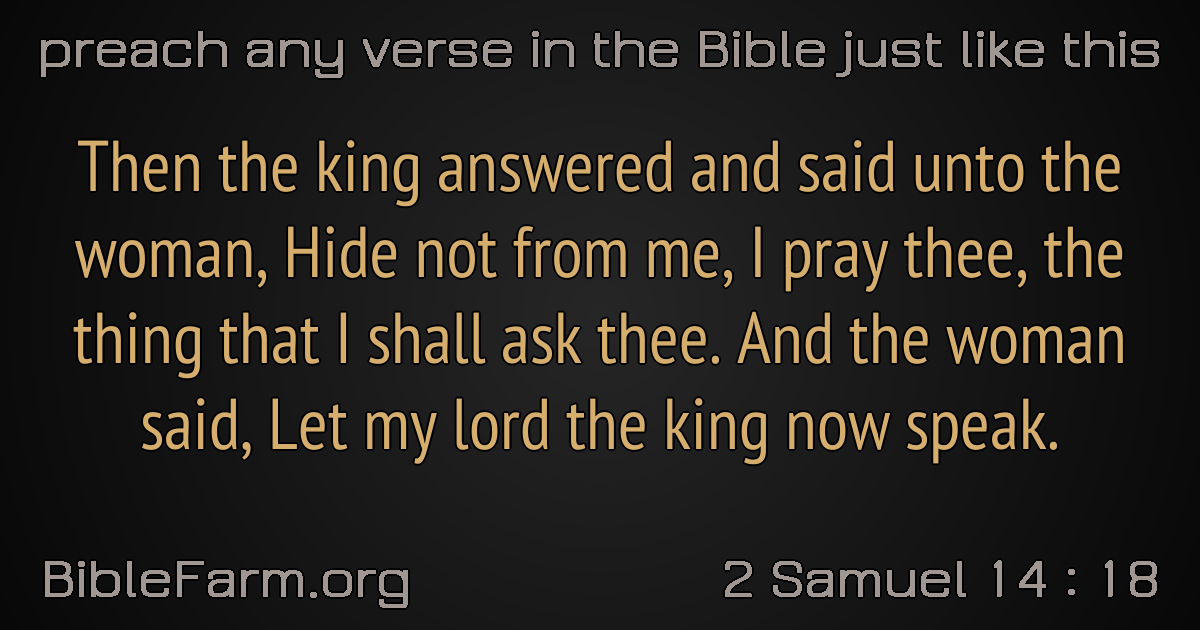 preach any verse in the Bible just like this
Then the king answered and said unto the
woman, Hide not from me, I pray thee, the
thing that I shall ask thee. And the woman
said, Let my lord the king now speak.
BibleFarm.org
2 Samuel 14 : 18